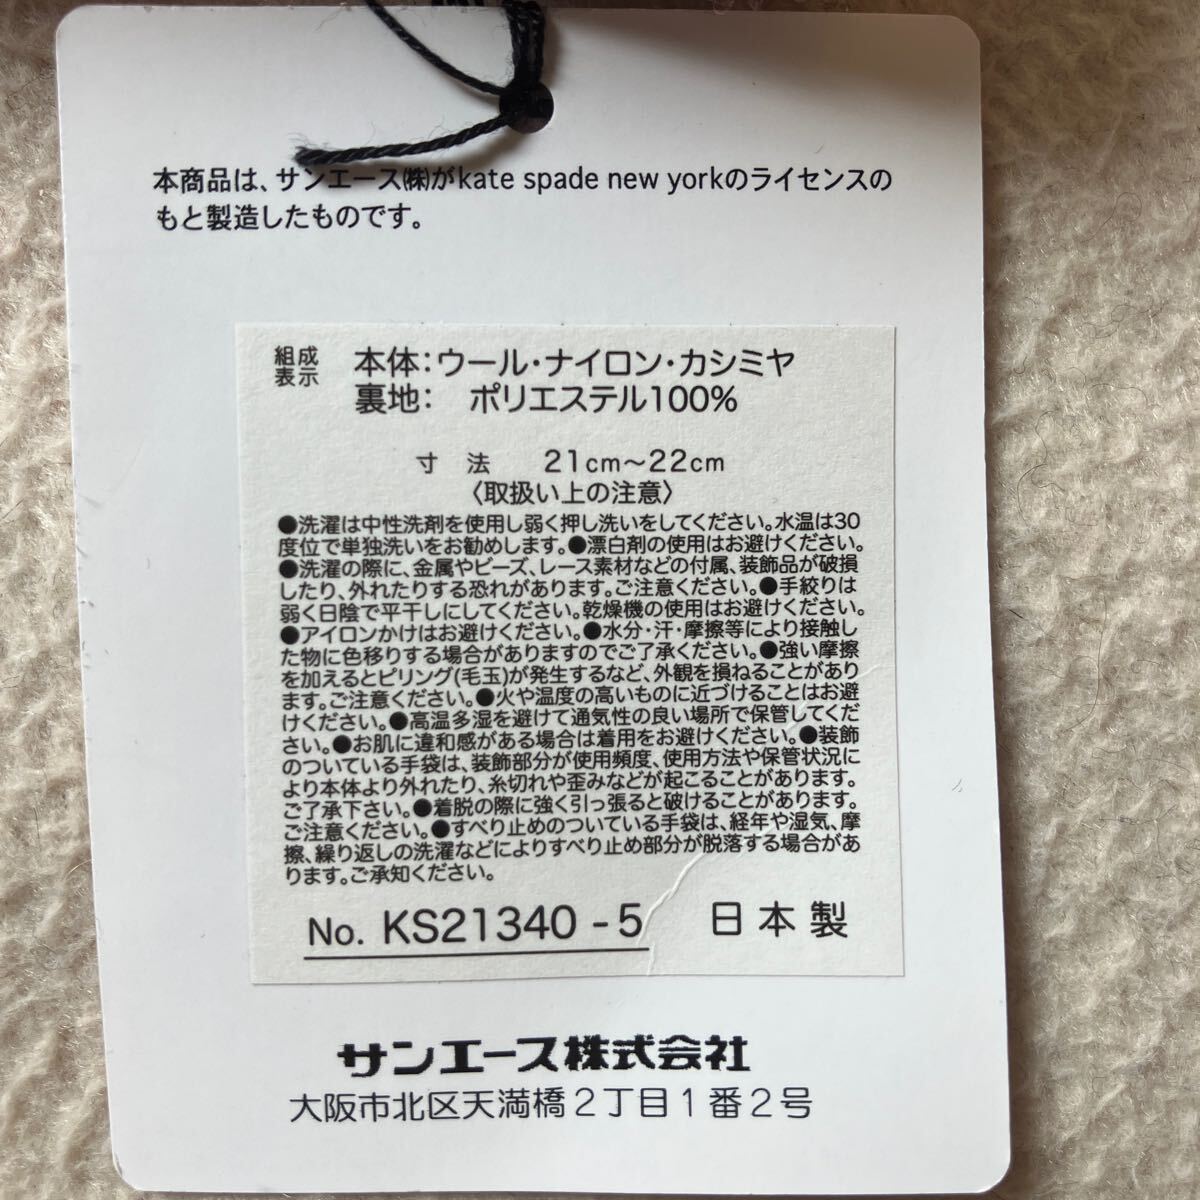 本商品は、サンエース㈱がkate spade new yorkのライセンスの
もと製造したものです。
組成
表示
本体：ウール・ナイロン・カシミヤ
裏地： ポリエステル100%
寸 法 21cm～22cm
〈取扱い上の注意〉
●洗濯は中性洗剤を使用し弱く押し洗いをしてください。水温は30
度位で単独洗いをお勧めします。●漂白剤の使用はお避けください。
●洗濯の際に、金属やビーズ、レース素材などの付属、装飾品が破損
したり、外れたりする恐れがあります。ご注意ください。●手絞りは
弱く日陰で平干しにしてください。乾燥機の使用はお避けください。
●アイロンかけはお避けください。●水分・汗・摩擦等により接触し
た物に色移りする場合がありますのでご了承ください。●強い摩擦
を加えるとピリング(毛玉)が発生するなど、外観を損ねることがあり
ます。ご注意ください。●火や温度の高いものに近づけることはお避
けください。●高温多湿を避けて通気性の良い場所で保管してくだ
さい。●お肌に違和感がある場合は着用をお避けください。●装飾
のついている手袋は、装飾部分が使用頻度、使用方法や保管状況に
より本体より外れたり、糸切れや歪みなどが起こることがあります。
ご了承下さい。●着脱の際に強く引っ張ると破けることがあります。
ご注意ください。●すべり止めのついている手袋は、経年や湿気、摩
擦、繰り返しの洗濯などによりすべり止め部分が脱落する場合があ
ります。ご承知ください。
No. KS21340 - 5 日本製
サンエース株式会社
大阪市北区天満橋2丁目1番2号